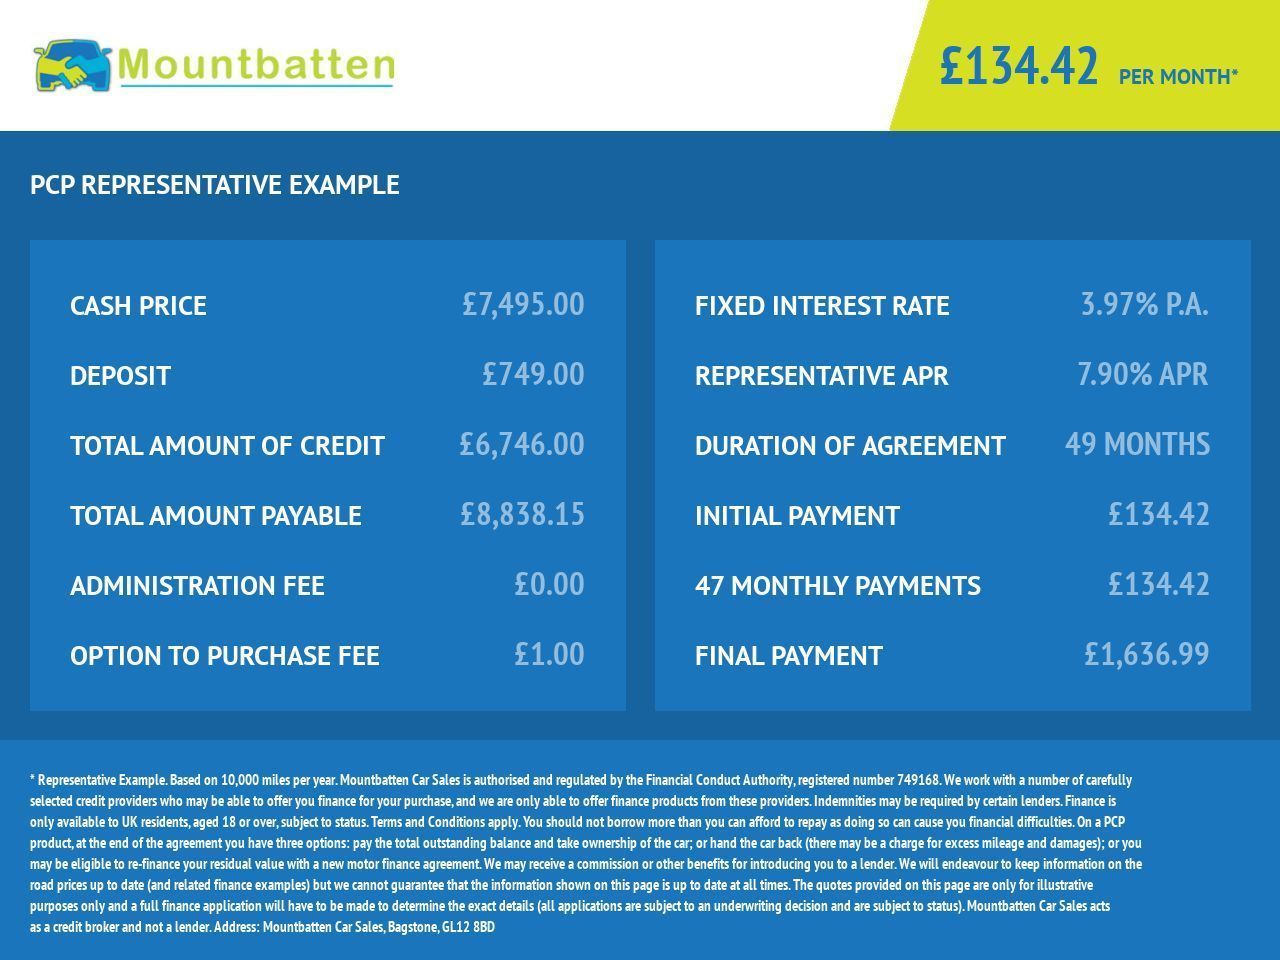 Mountbatten
£134.42 PER MONTH*
PCP REPRESENTATIVE EXAMPLE
CASH PRICE £7,495.00
DEPOSIT £749.00
TOTAL AMOUNT OF CREDIT £6,746.00
TOTAL AMOUNT PAYABLE £8,838.15
ADMINISTRATION FEE £0.00
OPTION TO PURCHASE FEE £1.00
FIXED INTEREST RATE 3.97% P.A.
REPRESENTATIVE APR 7.90% APR
DURATION OF AGREEMENT 49 MONTHS
INITIAL PAYMENT £134.42
47 MONTHLY PAYMENTS £134.42
FINAL PAYMENT £1,636.99
* Representative Example. Based on 10,000 miles per year. Mountbatten Car Sales is authorised and regulated by the Financial Conduct Authority, registered number 749168. We work with a number of carefully
selected credit providers who may be able to offer you finance for your purchase, and we are only able to offer finance products from these providers. Indemnities may be required by certain lenders. Finance is
only available to UK residents, aged 18 or over, subject to status. Terms and Conditions apply. You should not borrow more than you can afford to repay as doing so can cause you financial difficulties. On a PCP
product, at the end of the agreement you have three options: pay the total outstanding balance and take ownership of the car; or hand the car back (there may be a charge for excess mileage and damages); or you
may be eligible to re-finance your residual value with a new motor finance agreement. We may receive a commission or other benefits for introducing you to a lender. We will endeavour to keep information on the
road prices up to date (and related finance examples) but we cannot guarantee that the information shown on this page is up to date at all times. The quotes provided on this page are only for illustrative
purposes only and a full finance application will have to be made to determine the exact details (all applications are subject to an underwriting decision and are subject to status). Mountbatten Car Sales acts
as a credit broker and not a lender. Address: Mountbatten Car Sales, Bagstone, GL12 8BD